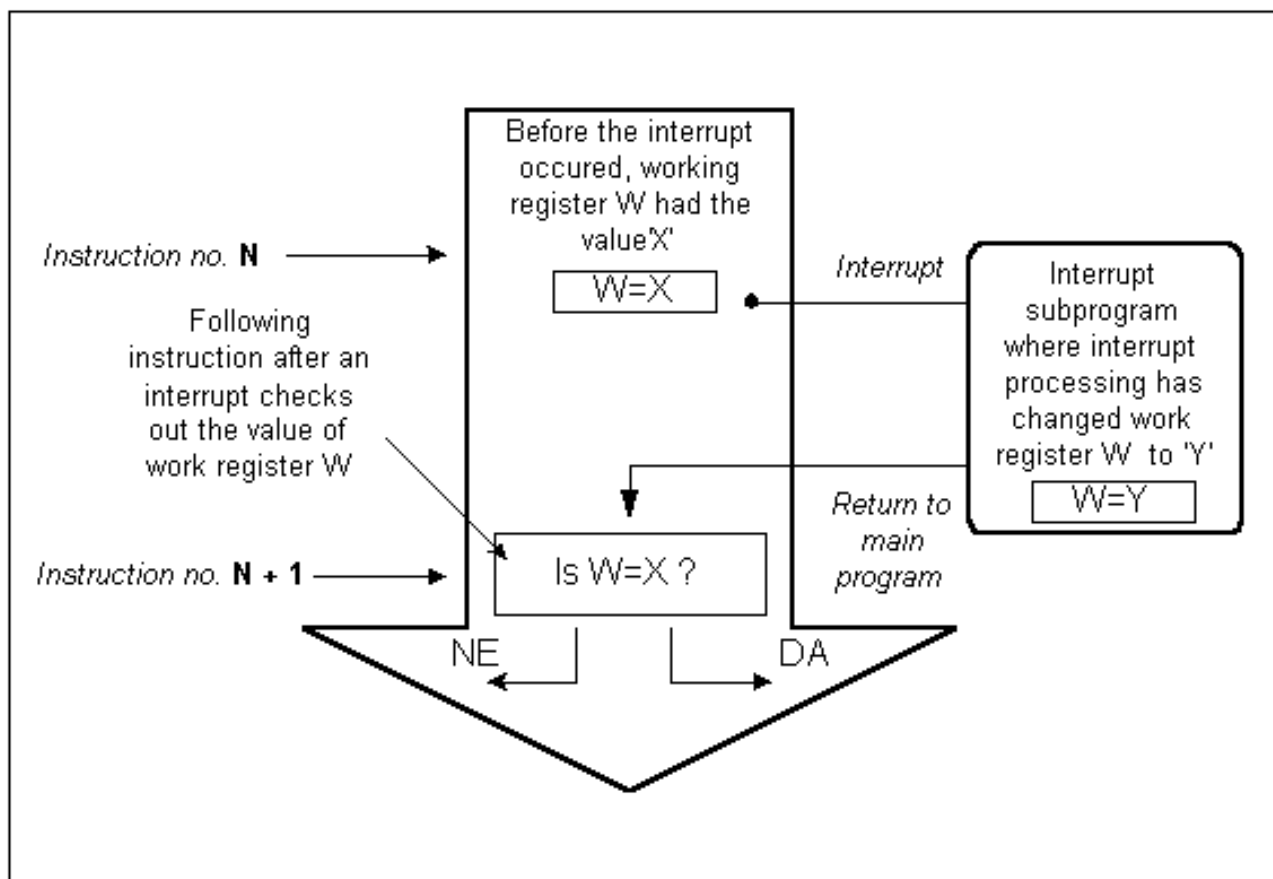 Before the interrupt
occured, working
register W had the
value'X'
W=X
Instruction no. N
Interrupt
Interrupt
subprogram
where interrupt
processing has
changed work
register W to 'Y'
W=Y
Following
instruction after an
interrupt checks
out the value of
work register W
Return to
main
program
Instruction no. N + 1
Is W=X ?
NE
DA